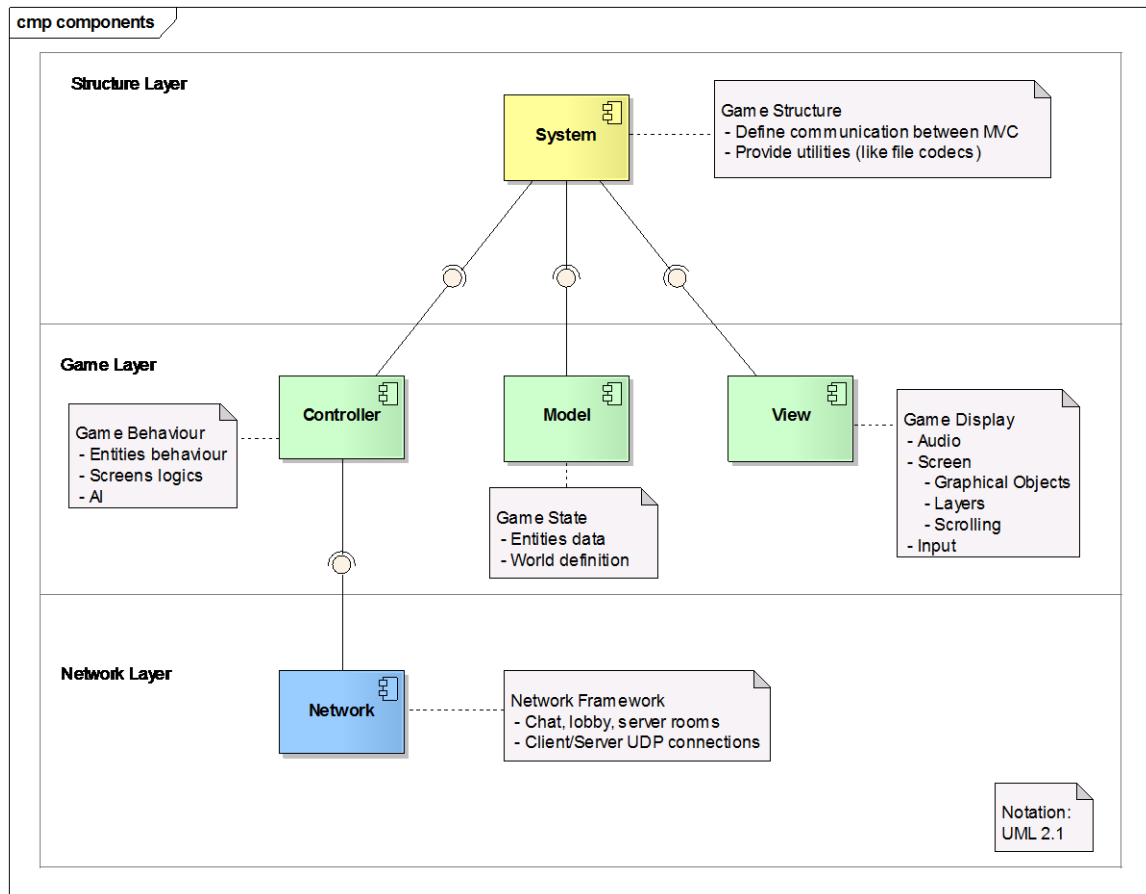 cmp components
Structure Layer
System
Game Structure
- Define communication between MVC
- Provide utilities (like file codecs)
Game Layer
Controller
Model
View
Game Behaviour
- Entities behaviour
- Screens logics
- AI
Game State
- Entities data
- World definition
Game Display
- Audio
- Screen
- Graphical Objects
- Layers
- Scrolling
- Input
Network Layer
Network
Network Framework
- Chat, lobby, server rooms
- Client/Server UDP connections
Notation:
UML 2.1